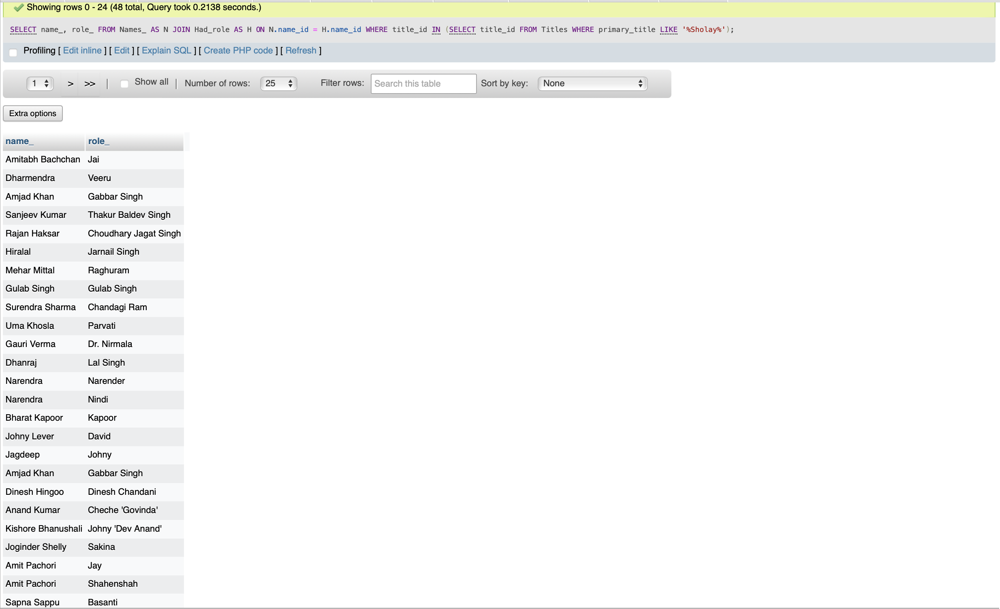 Showing rows 0 - 24 (48 total, Query took 0.2138 seconds.)
SELECT name_, role_ FROM Names_ AS N JOIN Had_role AS H ON N.name_id = H.name_id WHERE title_id IN (SELECT title_id FROM Titles WHERE primary_title LIKE '%Sholay%');
Profiling [ Edit inline ] [ Edit ] [ Explain SQL ] [ Create PHP code ] [ Refresh ]
1 > >> | Show all | Number of rows: 25 Filter rows: Search this table Sort by key: None
Extra options
name_ role_
Amitabh Bachchan Jai
Dharmendra Veeru
Amjad Khan Gabbar Singh
Sanjeev Kumar Thakur Baldev Singh
Rajan Haksar Choudhary Jagat Singh
Hiralal Jarnail Singh
Mehar Mittal Raghuram
Gulab Singh Gulab Singh
Surendra Sharma Chandagi Ram
Uma Khosla Parvati
Gauri Verma Dr. Nirmala
Dhanraj Lal Singh
Narendra Narender
Narendra Nindi
Bharat Kapoor Kapoor
Johny Lever David
Jagdeep Johny
Amjad Khan Gabbar Singh
Dinesh Hingoo Dinesh Chandani
Anand Kumar Cheche 'Govinda'
Kishore Bhanushali Johny 'Dev Anand'
Joginder Shelly Sakina
Amit Pachori Jay
Amit Pachori Shahenshah
Sapna Sappu Basanti